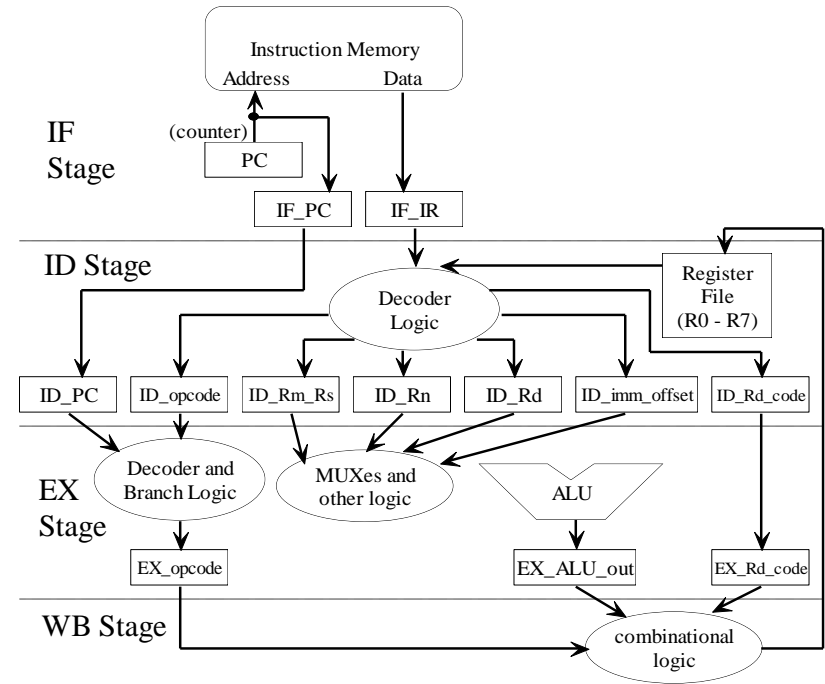 Instruction Memory
Address
Data
IF
Stage
(counter)
PC
IF_PC
IF_IR
ID Stage
Decoder
Logic
Register
File
(R0 - R7)
ID_PC
ID_opcode
ID_Rm_Rs
ID_Rn
ID_Rd
ID_imm_offset
ID_Rd_code
EX
Stage
Decoder and
Branch Logic
MUXes and
other logic
ALU
EX_opcode
EX_ALU_out
EX_Rd_code
WB Stage
combinational
logic